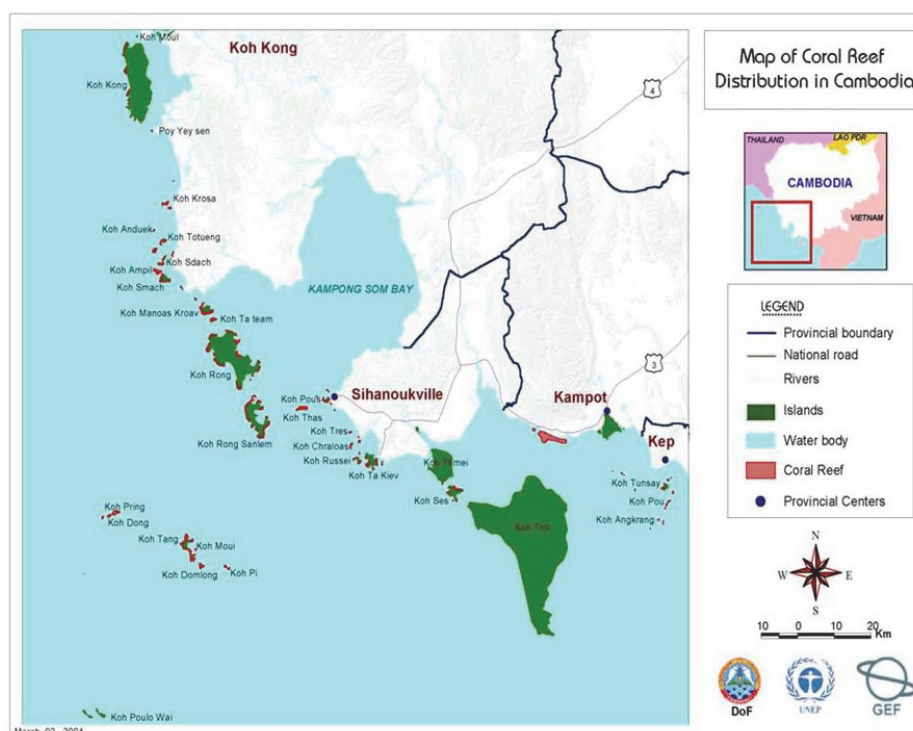 Koh Moul
Koh Kong
Koh Kong
Poy Yey sen
Koh Krosa
Koh Anduek
Koh Totueng
Koh Sdach
Koh Ampil
Koh Smach
KAMPONG SOM BAY
Koh Manoas Kroav
Koh Ta team
Koh Rong
Koh Rong Sanlem
Koh Pous
Sihanoukville
Koh Thas
Koh Tres
Koh Chraloas
Koh Russei
Koh Ta Kiev
Koh Thmei
Koh Ses
Kampot
Kep
Koh Tunsay
Koh Pou
Koh Angkrang
Koh Tral
Koh Pring
Koh Dong
Koh Tang
Koh Moui
Koh Domlong
Koh Pi
Koh Poulo Wai
4
3
March 02, 2004
Map of Coral Reef
Distribution in Cambodia
THAILAND
LAO PDR
CAMBODIA
VIETNAM
LEGEND
Provincial boundary
National road
Rivers
Islands
Water body
Coral Reef
Provincial Centers
N
W E
S
10 0 10 20
Km
DoF
UNEP
GEF